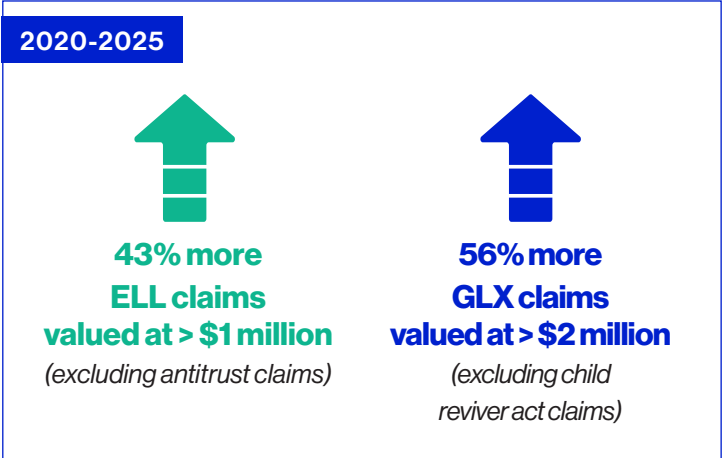 2020-2025
43% more
ELL claims
valued at > $1 million
(excluding antitrust claims)
56% more
GLX claims
valued at > $2 million
(excluding child
reviver act claims)